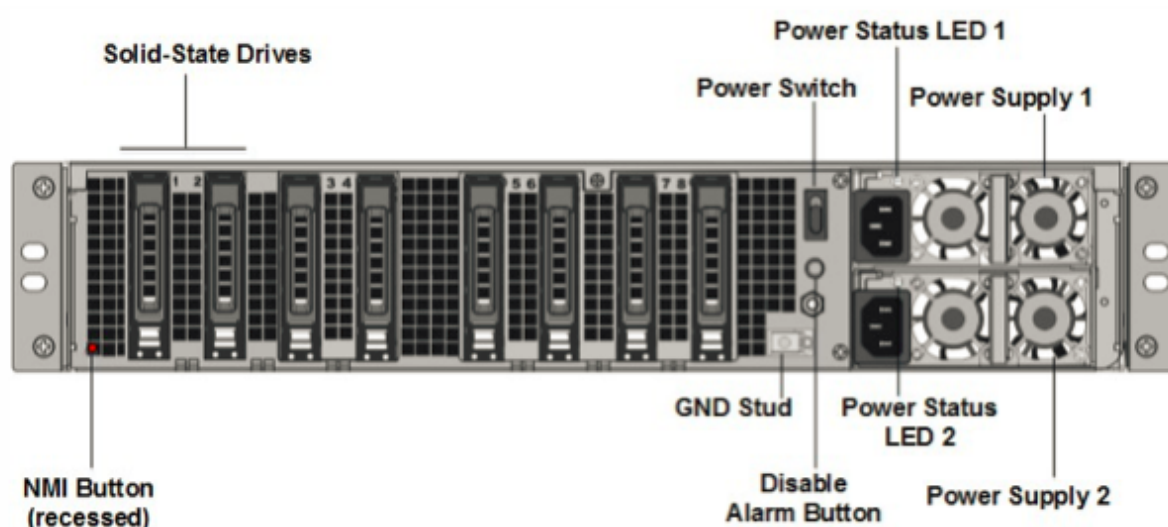 Power Status LED 1
Solid-State Drives
Power Switch
Power Supply 1
1 2
3 4
5 6
7 8
GND Stud
Power Status
LED 2
NMI Button
(recessed)
Disable
Alarm Button
Power Supply 2